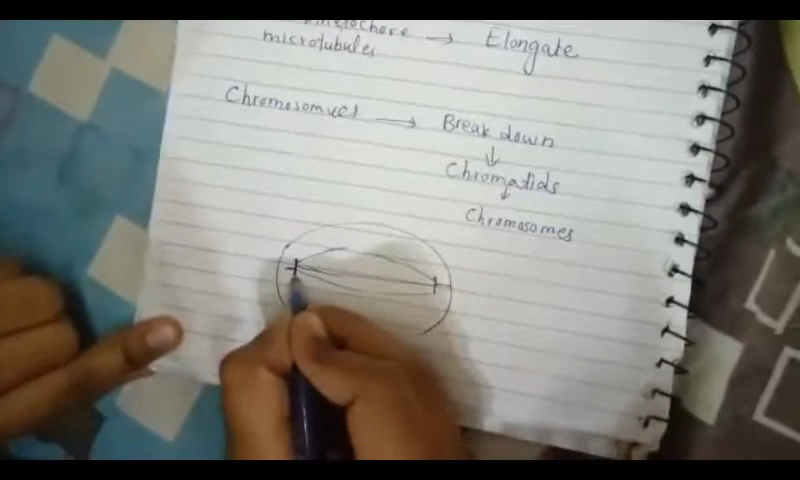 microtubules → Elongate
Chromosomes → Break down
↓
Chromatids
↓
Chromosomes